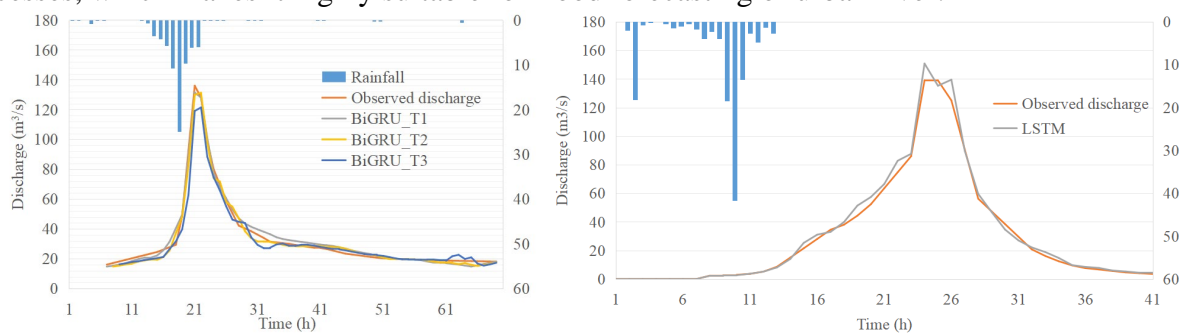 180
160
140
120
100
80
60
40
20
0
Discharge (m³/s)
0
10
20
30
40
50
60
Rainfall
Observed discharge
BiGRU_T1
BiGRU_T2
BiGRU_T3
1 11 21 31 41 51 61
Time (h)
180
160
140
120
100
80
60
40
20
0
Discharge (m3/s)
0
10
20
30
40
50
60
Observed discharge
LSTM
1 6 11 16 21 26 31 36 41
Time (h)